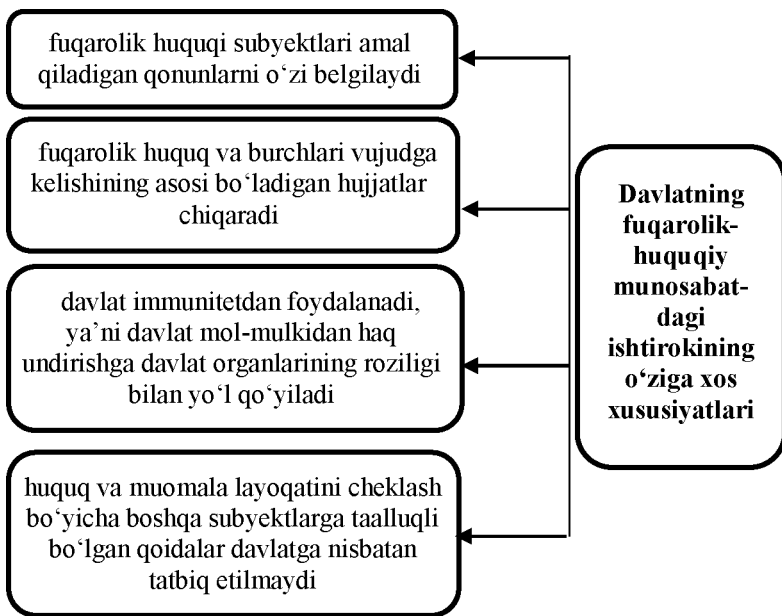 fuqarolik huquqi subyektlari amal
qiladigan qonunlarni o‘zi belgilaydi
fuqarolik huquq va burchlari vujudga
kelishining asosi bo‘ladigan hujjatlar
chiqaradi
davlat immunitetdan foydalanadi,
ya’ni davlat mol-mulkidan haq
undirishga davlat organlarining roziligi
bilan yo‘l qo‘yiladi
huquq va muomala layoqatini cheklash
bo‘yicha boshqa subyektlarga taalluqli
bo‘lgan qoidalar davlatga nisbatan
tatbiq etilmaydi
Davlatning
fuqarolik-
huquqiy
munosabat-
dagi
ishtirokining
o‘ziga xos
xususiyatlari